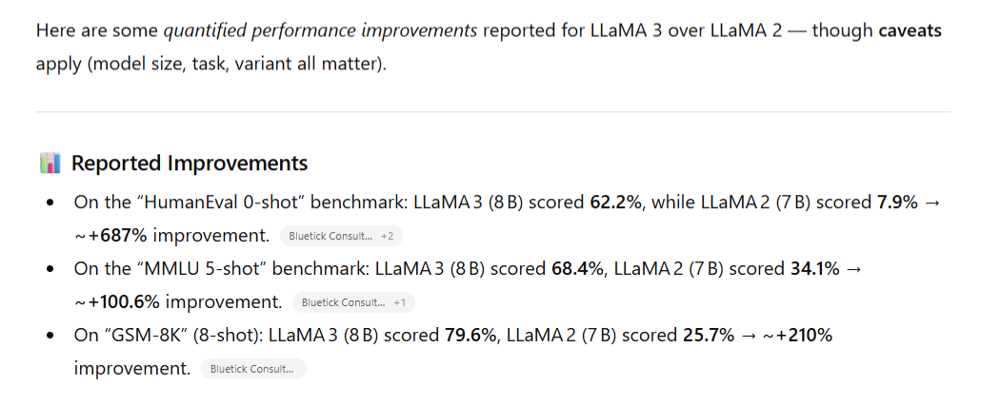 Here are some quantified performance improvements reported for LLaMA 3 over LLaMA 2 — though caveats
apply (model size, task, variant all matter).
📊 Reported Improvements
• On the “HumanEval 0-shot” benchmark: LLaMA 3 (8 B) scored 62.2%, while LLaMA 2 (7 B) scored 7.9% →
~+687% improvement. Bluetick Consult... +2
• On the “MMLU 5-shot” benchmark: LLaMA 3 (8 B) scored 68.4%, LLaMA 2 (7 B) scored 34.1% →
~+100.6% improvement. Bluetick Consult... +1
• On “GSM-8K” (8-shot): LLaMA 3 (8 B) scored 79.6%, LLaMA 2 (7 B) scored 25.7% → ~+210%
improvement. Bluetick Consult...